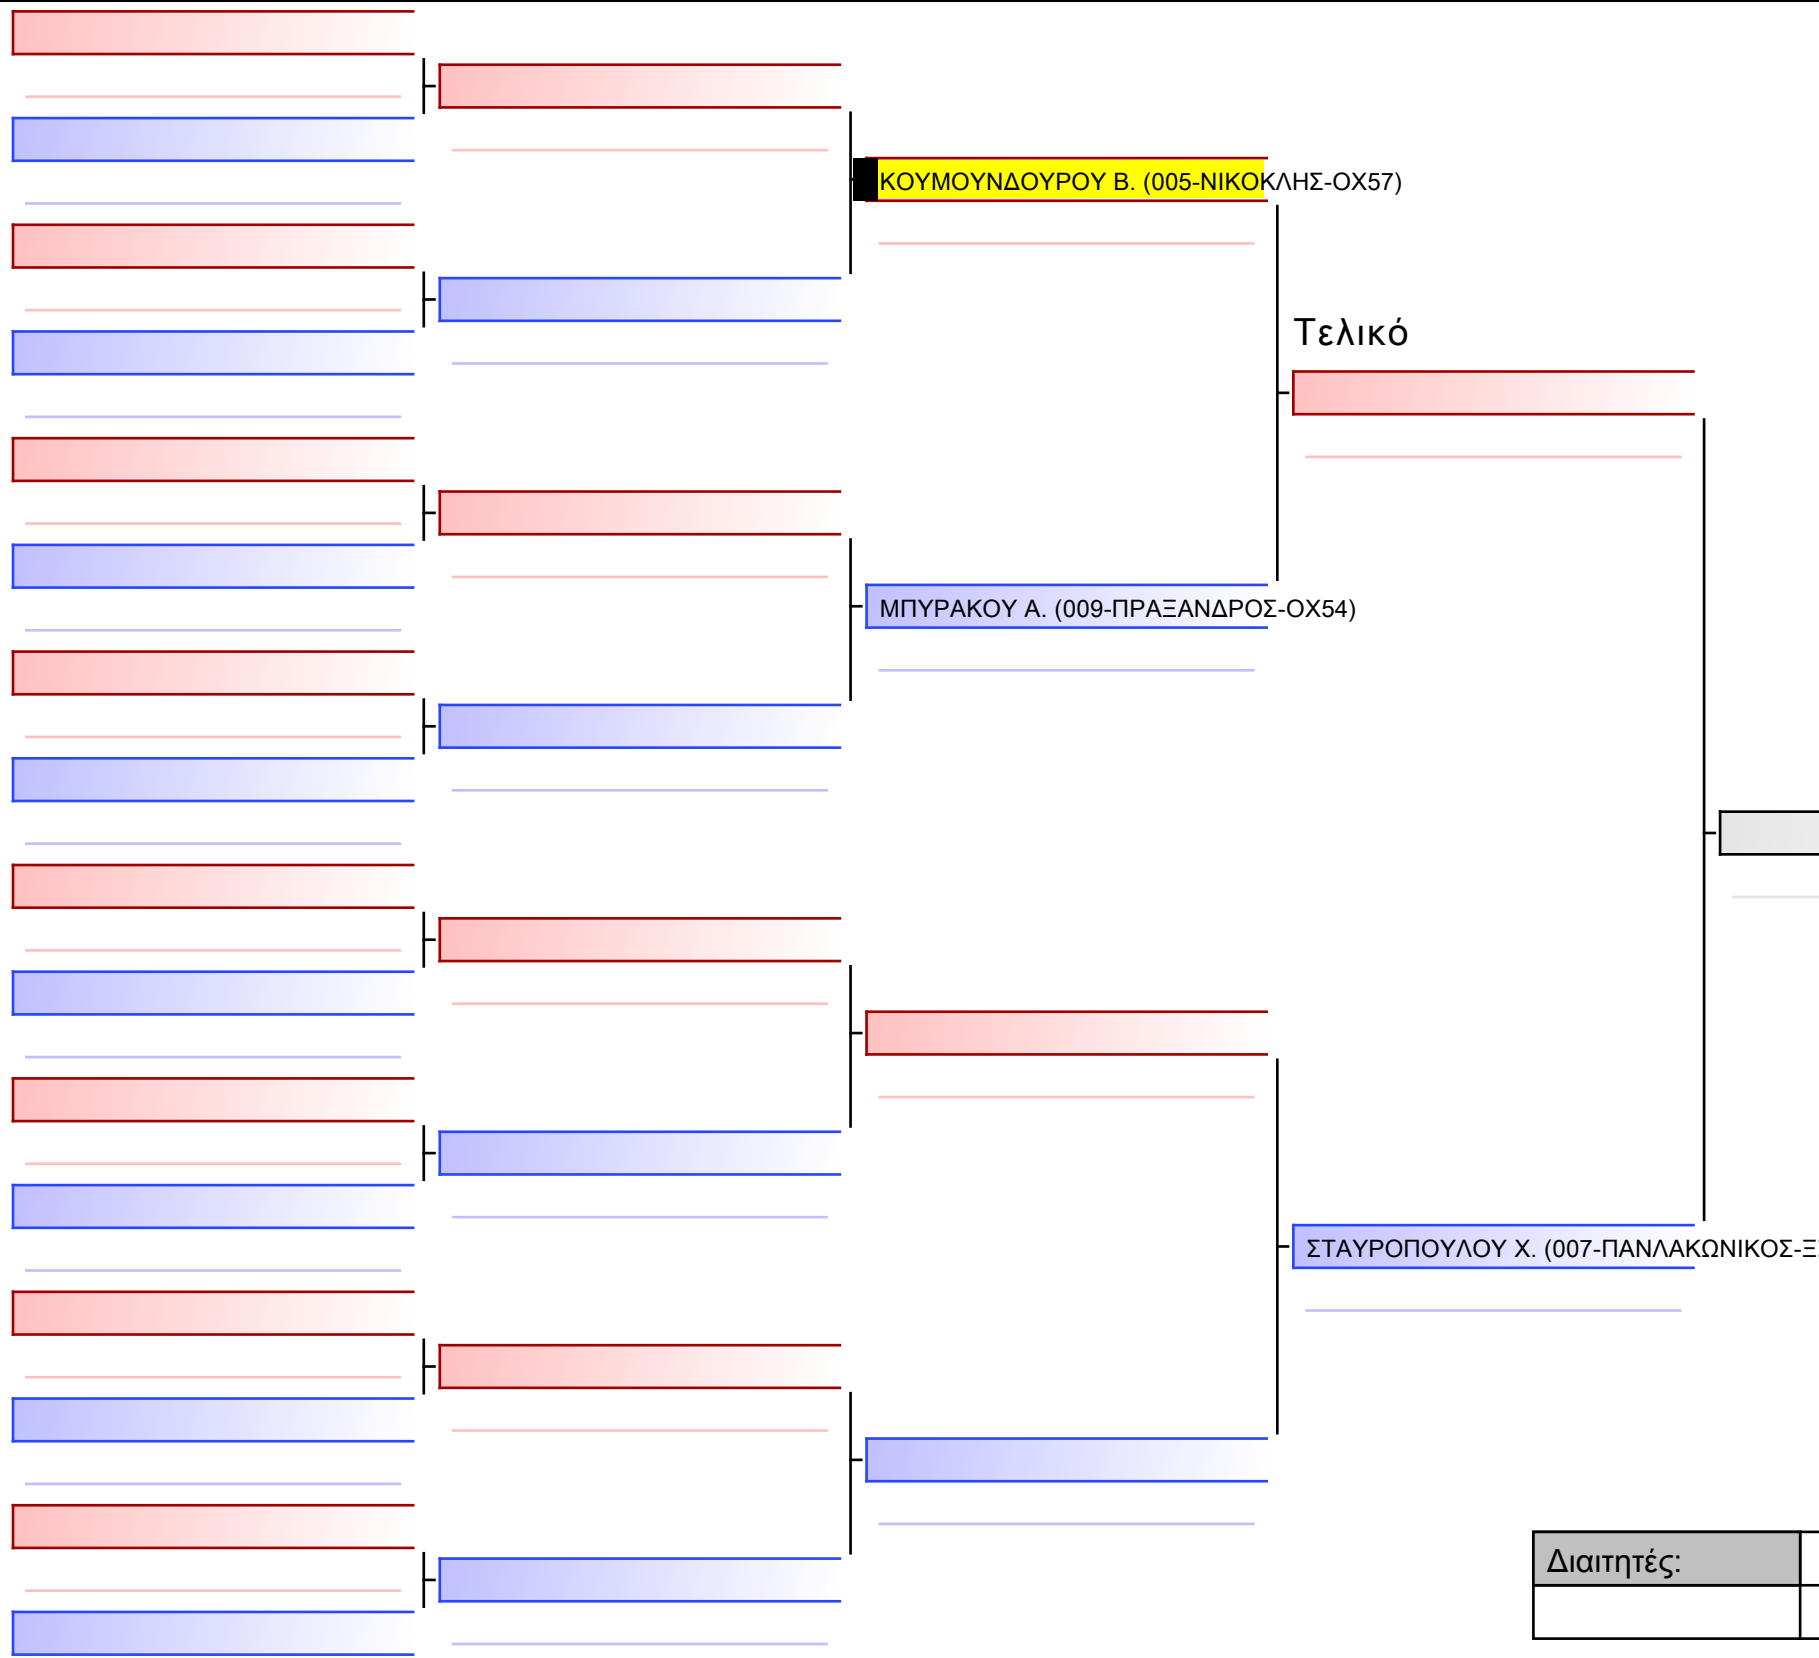 ΚΟΥΜΟΥΝΔΟΥΡΟΥ Β. (005-ΝΙΚΟΚΛΗΣ-ΟΧ57)
Τελικό
ΜΠΥΡΑΚΟΥ Α. (009-ΠΡΑΞΑΝΔΡΟΣ-ΟΧ54)
ΣΤΑΥΡΟΠΟΥΛΟΥ Χ. (007-ΠΑΝΛΑΚΩΝΙΚΟΣ-Ξ
Διαιτητές: